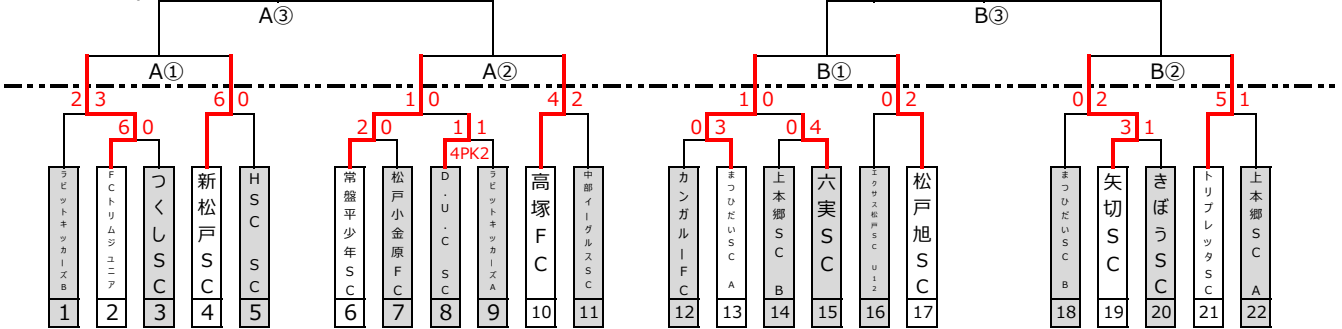 A③ B③
A① A② B① B②
2 3 6 0 1 0 4 2 1 0 0 2 0 2 5 1
6 0 2 0 1 1 0 3 0 4 3 1
4PK2
ラビットキッカーズB
FCトリムジュニア
つくしSC
新松戸SC
HSC SC
常盤平少年SC
松戸小金原FC
D.U.C SC
ラビットキッカーズA
高塚FC
中部イーグルスSC
カンガルーFC
まつひだいSC A
上本郷SC B
六実SC
エクサス松戸SC U12
松戸旭SC
まつひだいSC B
矢切SC
きぼうSC
トリプレッタSC
上本郷SC A
1 2 3 4 5 6 7 8 9 10 11 12 13 14 15 16 17 18 19 20 21 22